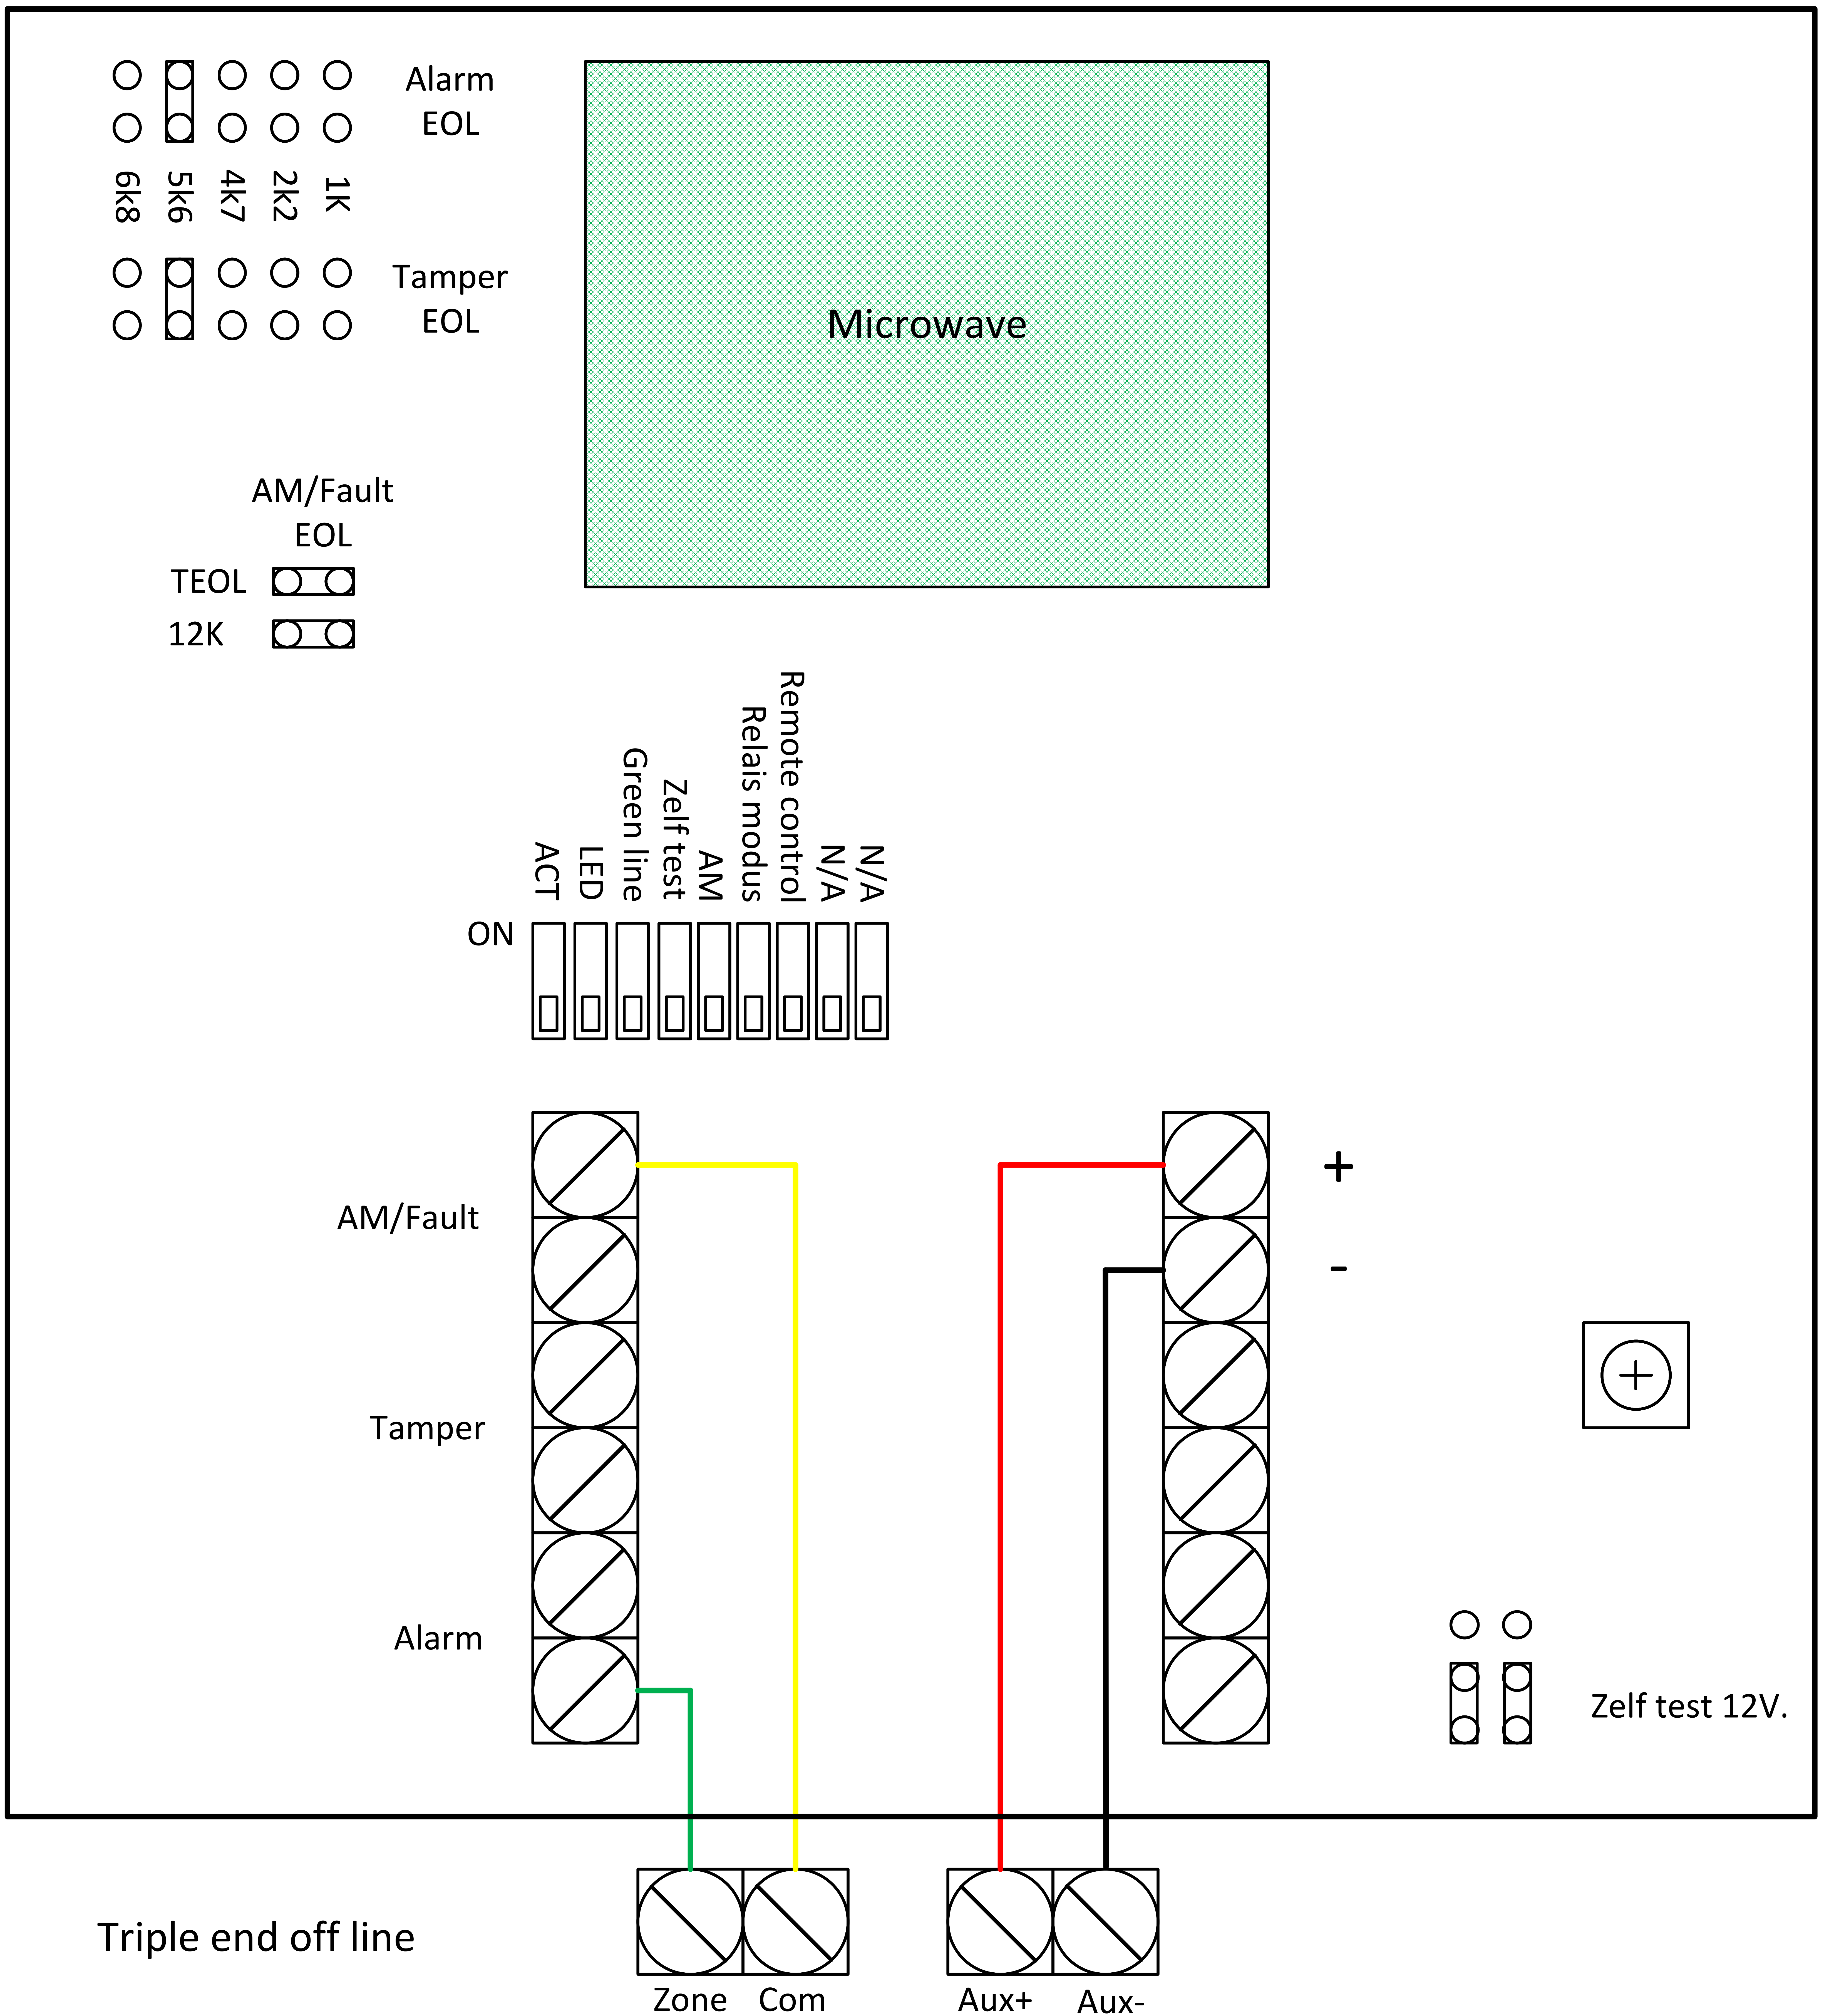 Alarm
EOL
6k8
5k6
4k7
2k2
1K
Tamper
EOL
Microwave
AM/Fault
EOL
TEOL
12K
ACT
LED
Green line
Zelf test
AM
Relais modus
Remote control
N/A
N/A
ON
+
AM/Fault
-
Tamper
Alarm
Zelf test 12V.
Triple end off line
Zone
Com
Aux+
Aux-